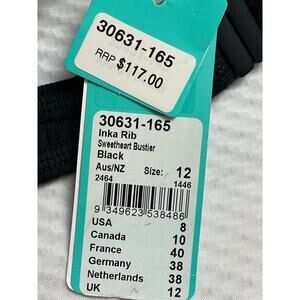 30631-165
RRP $117.00
30631-165
Inka Rib
Sweetheart Bustier
Black
Aus/NZ Size: 12
2464 1446
9 349623 538486
USA 8
Canada 10
France 40
Germany 38
Netherlands 38
UK 12